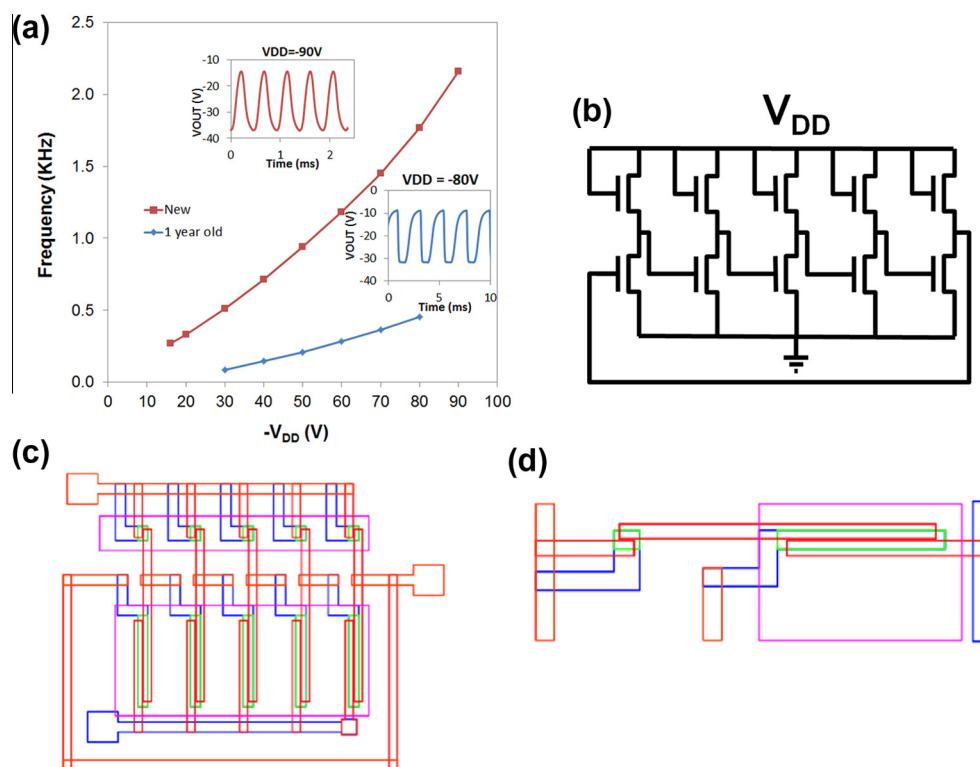 (a)
2.5
2.0
1.5
1.0
0.5
0.0
Frequency (KHz)
0 10 20 30 40 50 60 70 80 90 100
-VDD (V)
New
1 year old
VDD=-90V
-10
-20
-30
-40
VOUT (V)
0 1 2
Time (ms)
VDD = -80V
0
-10
-20
-30
-40
VOUT (V)
0 5 10
Time (ms)
(b)
VDD
(c)
(d)